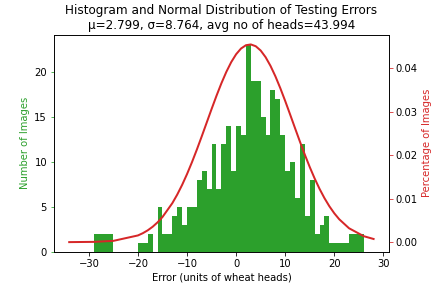 Histogram and Normal Distribution of Testing Errors
μ=2.799, σ=8.764, avg no of heads=43.994
Number of Images
20
15
10
5
0
0.04
0.03
0.02
0.01
0.00
Percentage of Images
−30 −20 −10 0 10 20 30
Error (units of wheat heads)